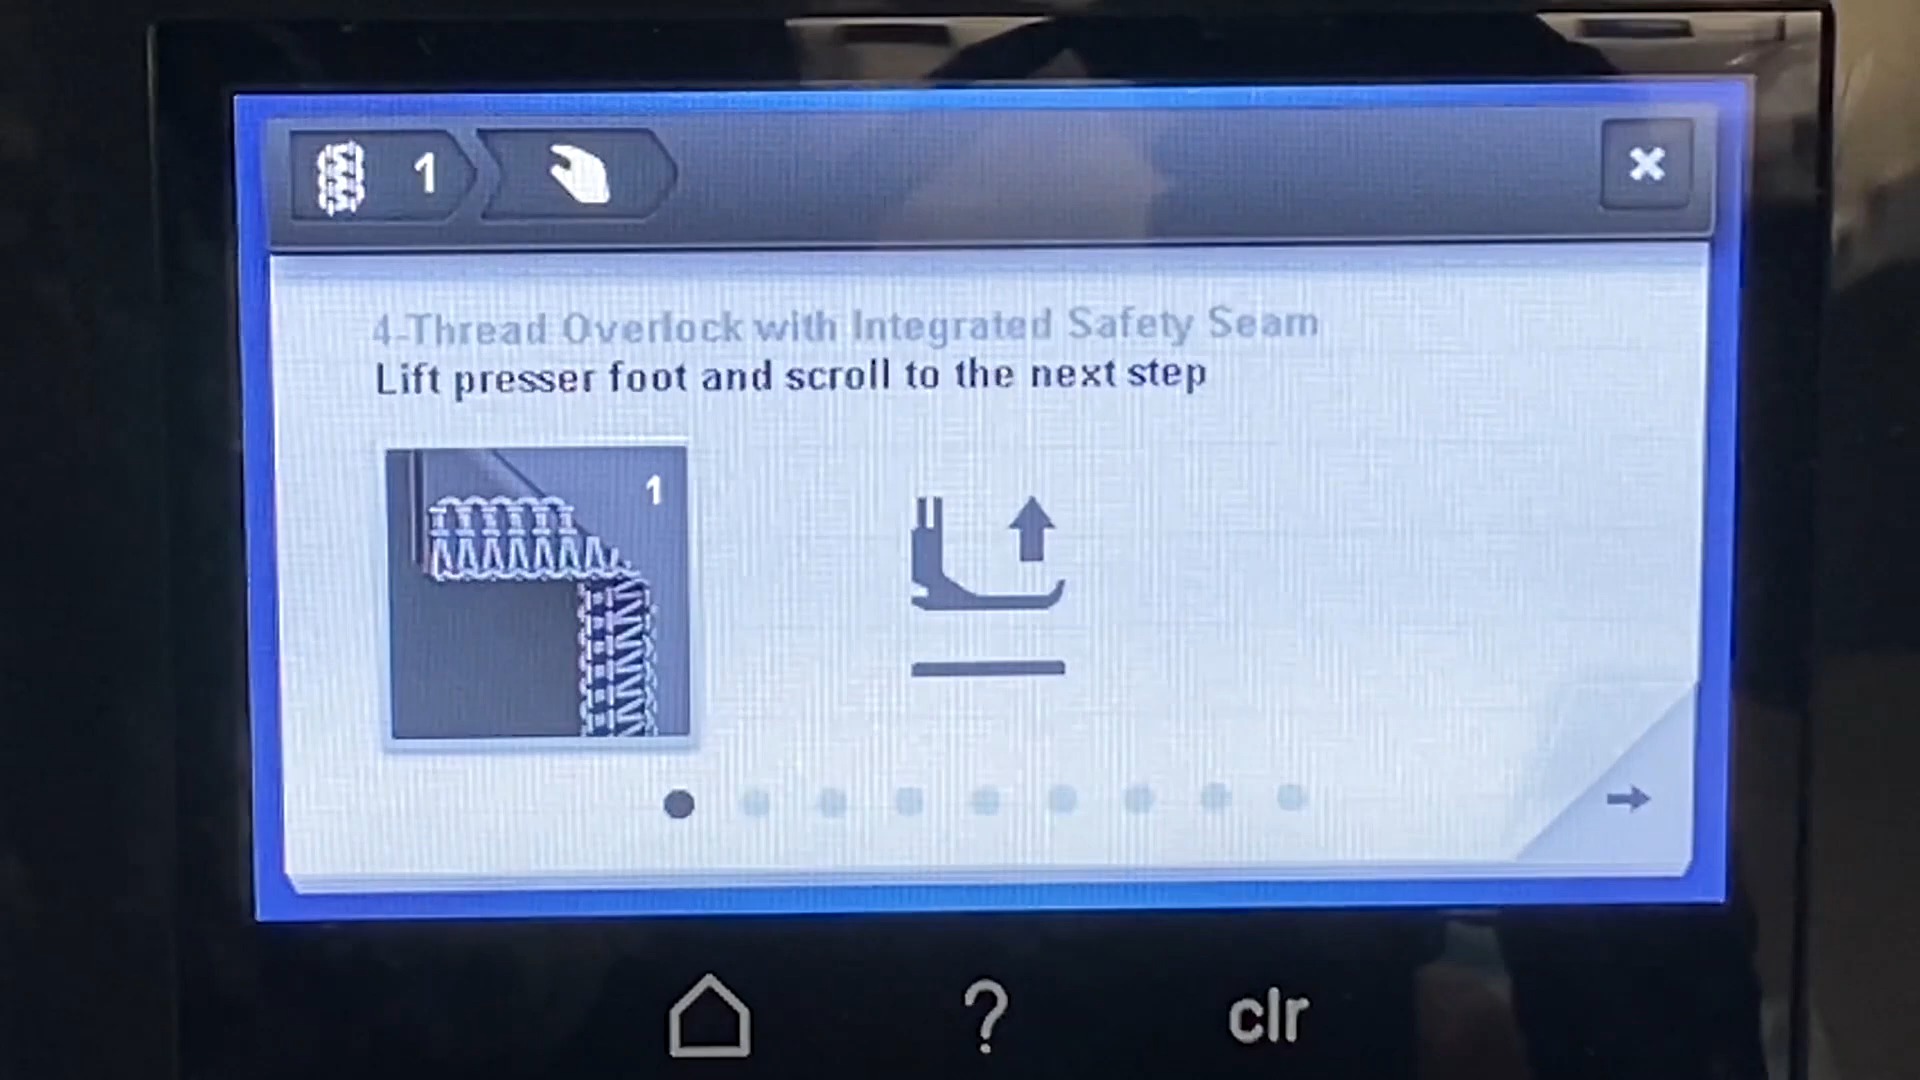 1
4-Thread Overlock with Integrated Safety Seam
Lift presser foot and scroll to the next step
1
?
clr